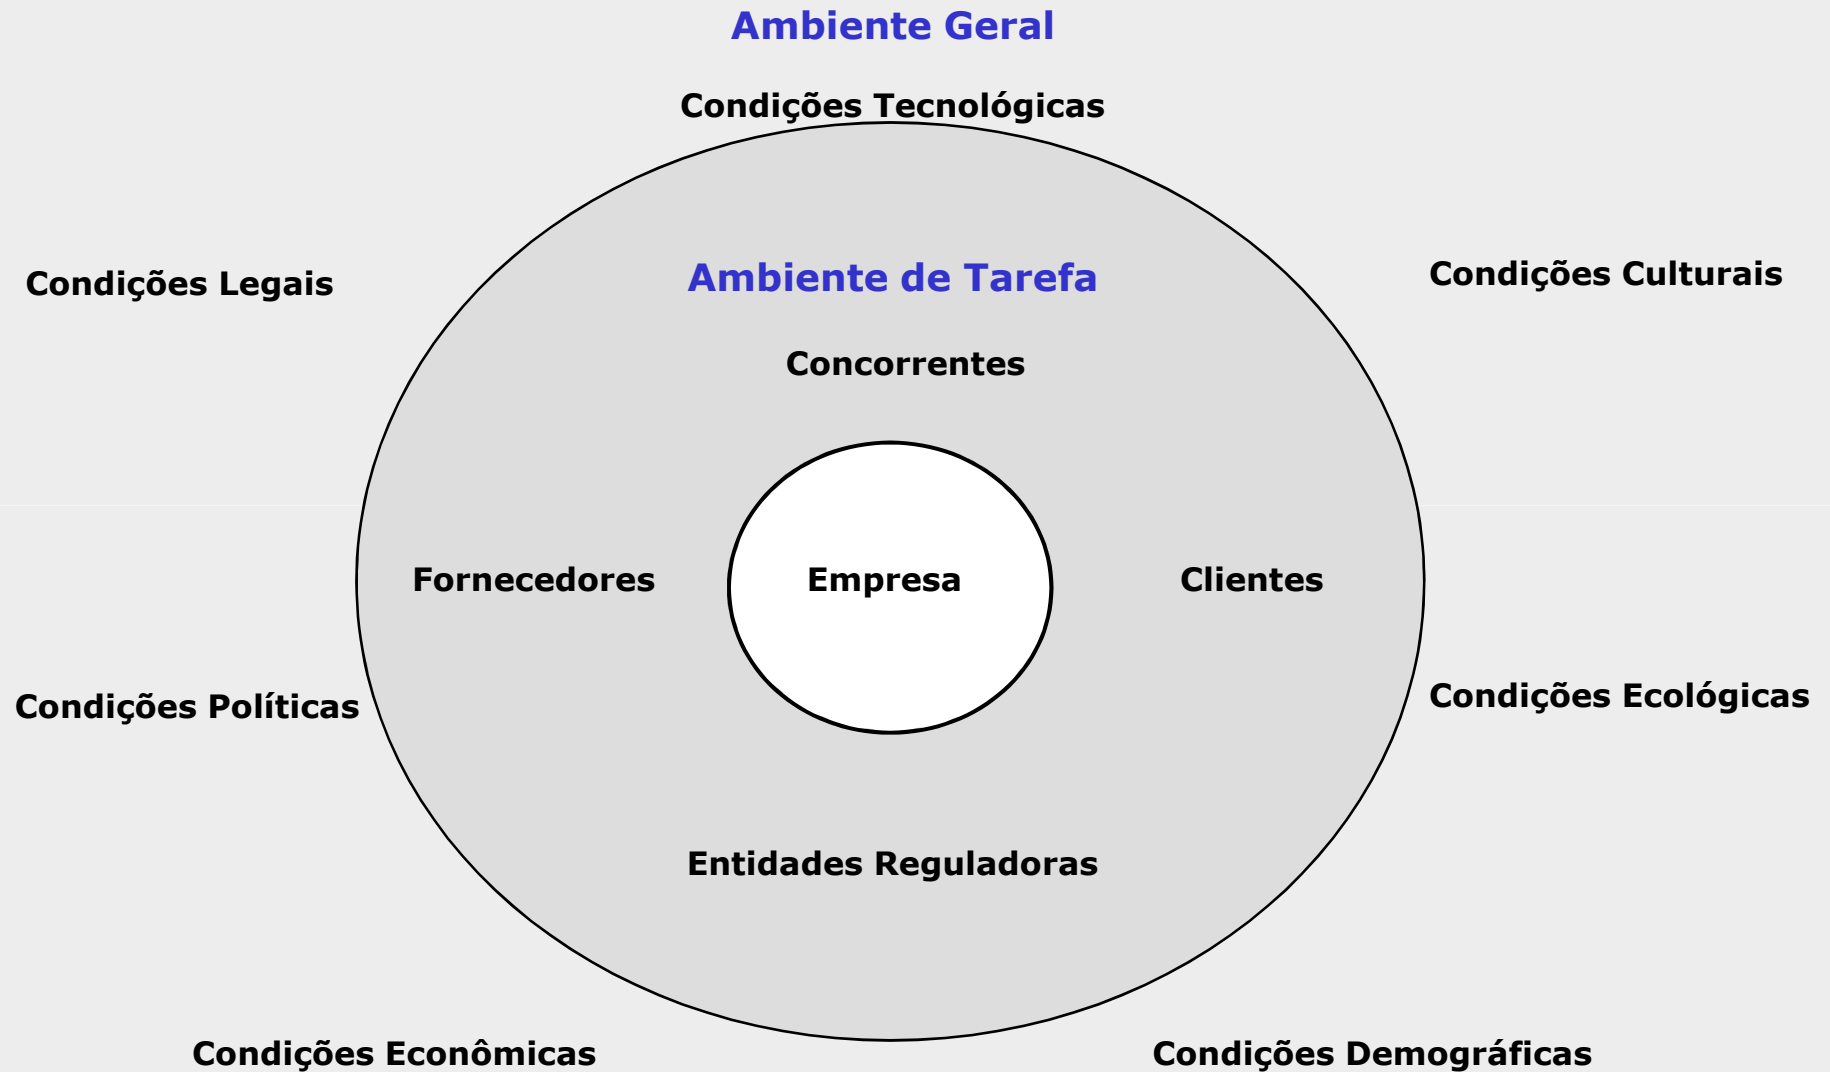 Ambiente Geral
Condições Tecnológicas
Condições Legais
Condições Culturais
Ambiente de Tarefa
Concorrentes
Fornecedores
Empresa
Clientes
Condições Políticas
Condições Ecológicas
Entidades Reguladoras
Condições Econômicas
Condições Demográficas